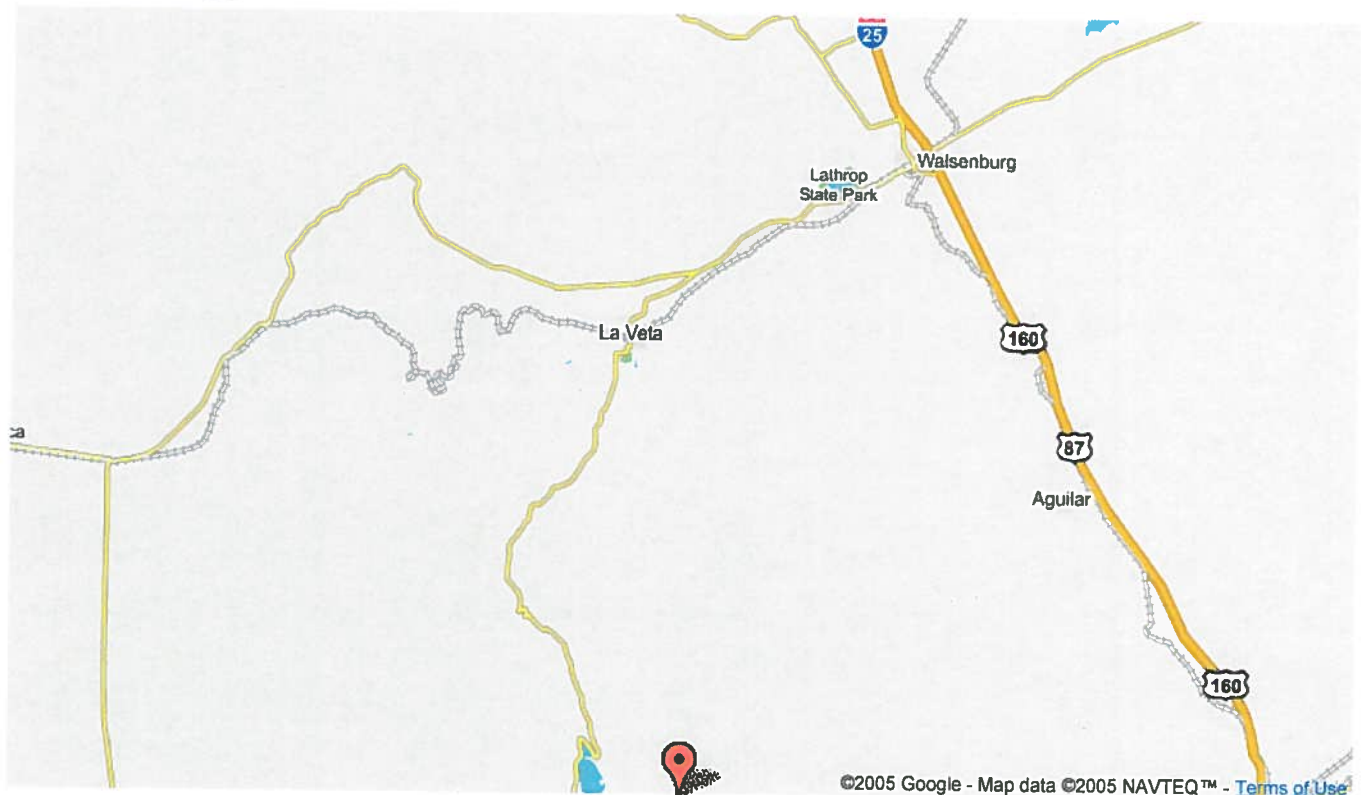 25
Walsenburg
Lathrop
State Park
160
La Veta
ca
87
Aguilar
160
©2005 Google - Map data ©2005 NAVTEQ™ - Terms of Use